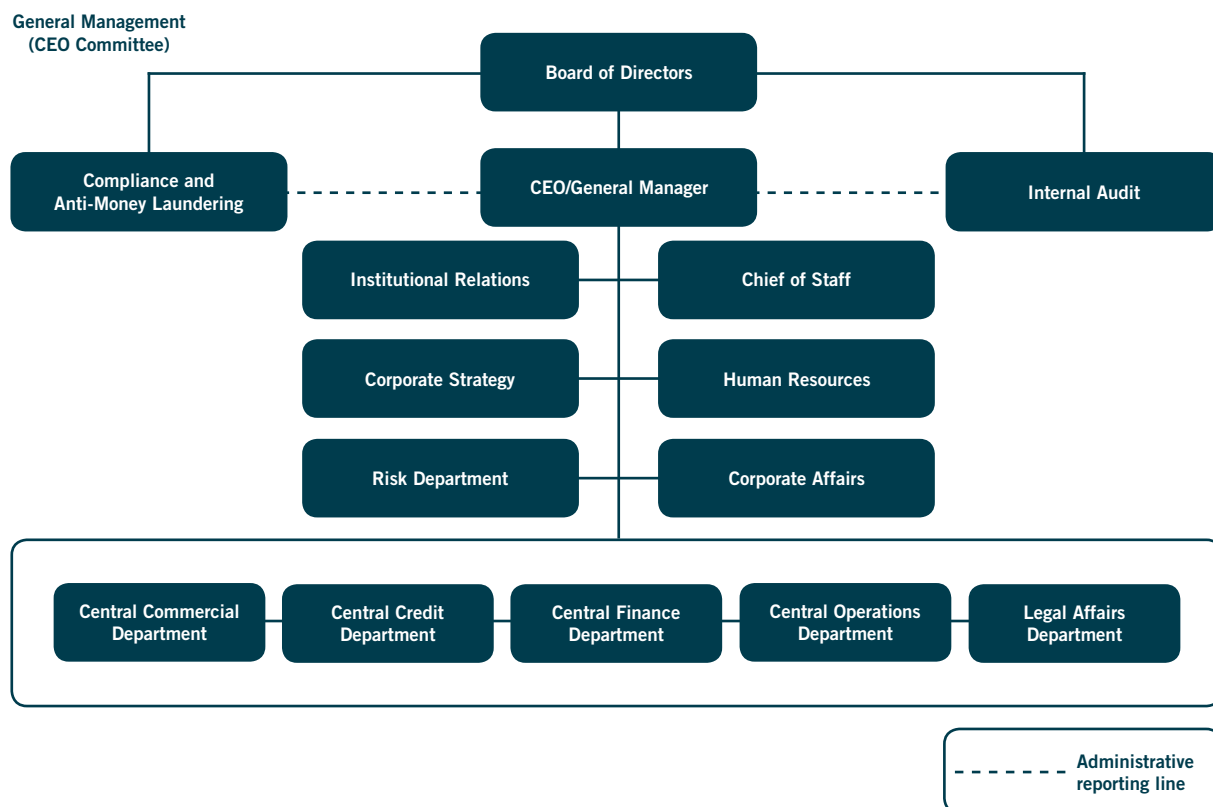 General Management
(CEO Committee)
Board of Directors
Compliance and
Anti-Money Laundering
CEO/General Manager
Internal Audit
Institutional Relations
Chief of Staff
Corporate Strategy
Human Resources
Risk Department
Corporate Affairs
Central Commercial
Department
Central Credit
Department
Central Finance
Department
Central Operations
Department
Legal Affairs
Department
Administrative
reporting line